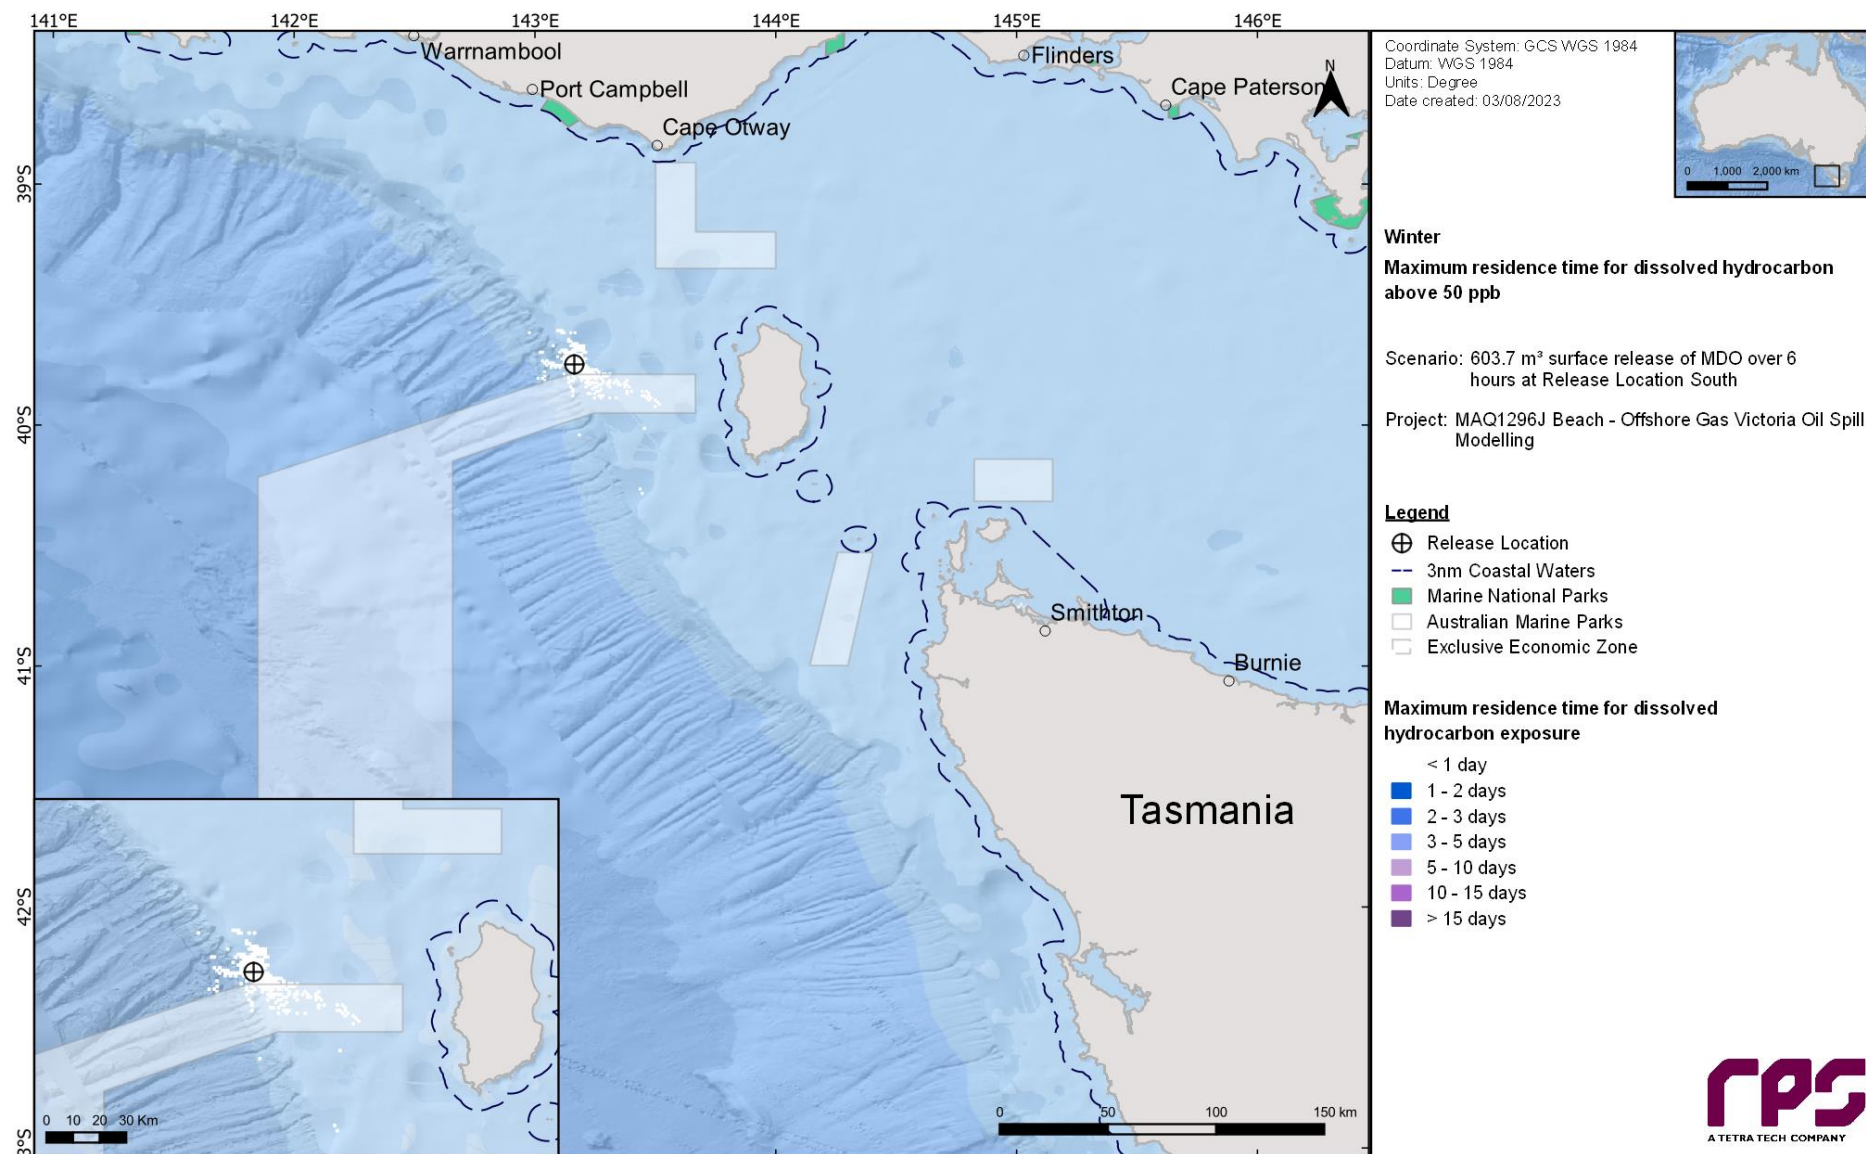 141°E
142°E
143°E
144°E
145°E
146°E
Warrnambool
Port Campbell
Cape Otway
Flinders
Cape Paterson
N
39°S
40°S
41°S
42°S
3°S
Smithton
Burnie
Tasmania
0 10 20 30 Km
0 50 100 150 km
Coordinate System: GCS WGS 1984
Datum: WGS 1984
Units: Degree
Date created: 03/08/2023
0 1,000 2,000 km
Winter
Maximum residence time for dissolved hydrocarbon
above 50 ppb
Scenario: 603.7 m³ surface release of MDO over 6
hours at Release Location South
Project: MAQ1296J Beach - Offshore Gas Victoria Oil Spill
Modelling
Legend
Release Location
3nm Coastal Waters
Marine National Parks
Australian Marine Parks
Exclusive Economic Zone
Maximum residence time for dissolved
hydrocarbon exposure
< 1 day
1 - 2 days
2 - 3 days
3 - 5 days
5 - 10 days
10 - 15 days
> 15 days
rps
A TETRA TECH COMPANY